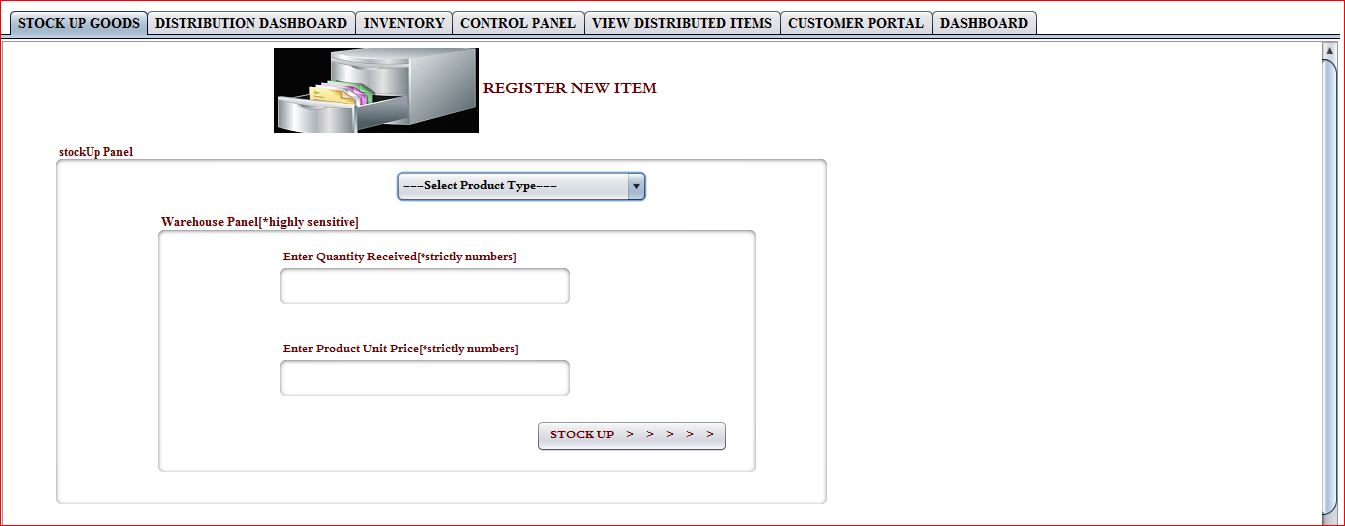 STOCK UP GOODS DISTRIBUTION DASHBOARD INVENTORY CONTROL PANEL VIEW DISTRIBUTED ITEMS CUSTOMER PORTAL DASHBOARD
REGISTER NEW ITEM
stockUp Panel
---Select Product Type---
Warehouse Panel[*highly sensitive]
Enter Quantity Received[*strictly numbers]
Enter Product Unit Price[*strictly numbers]
STOCK UP > > > > >